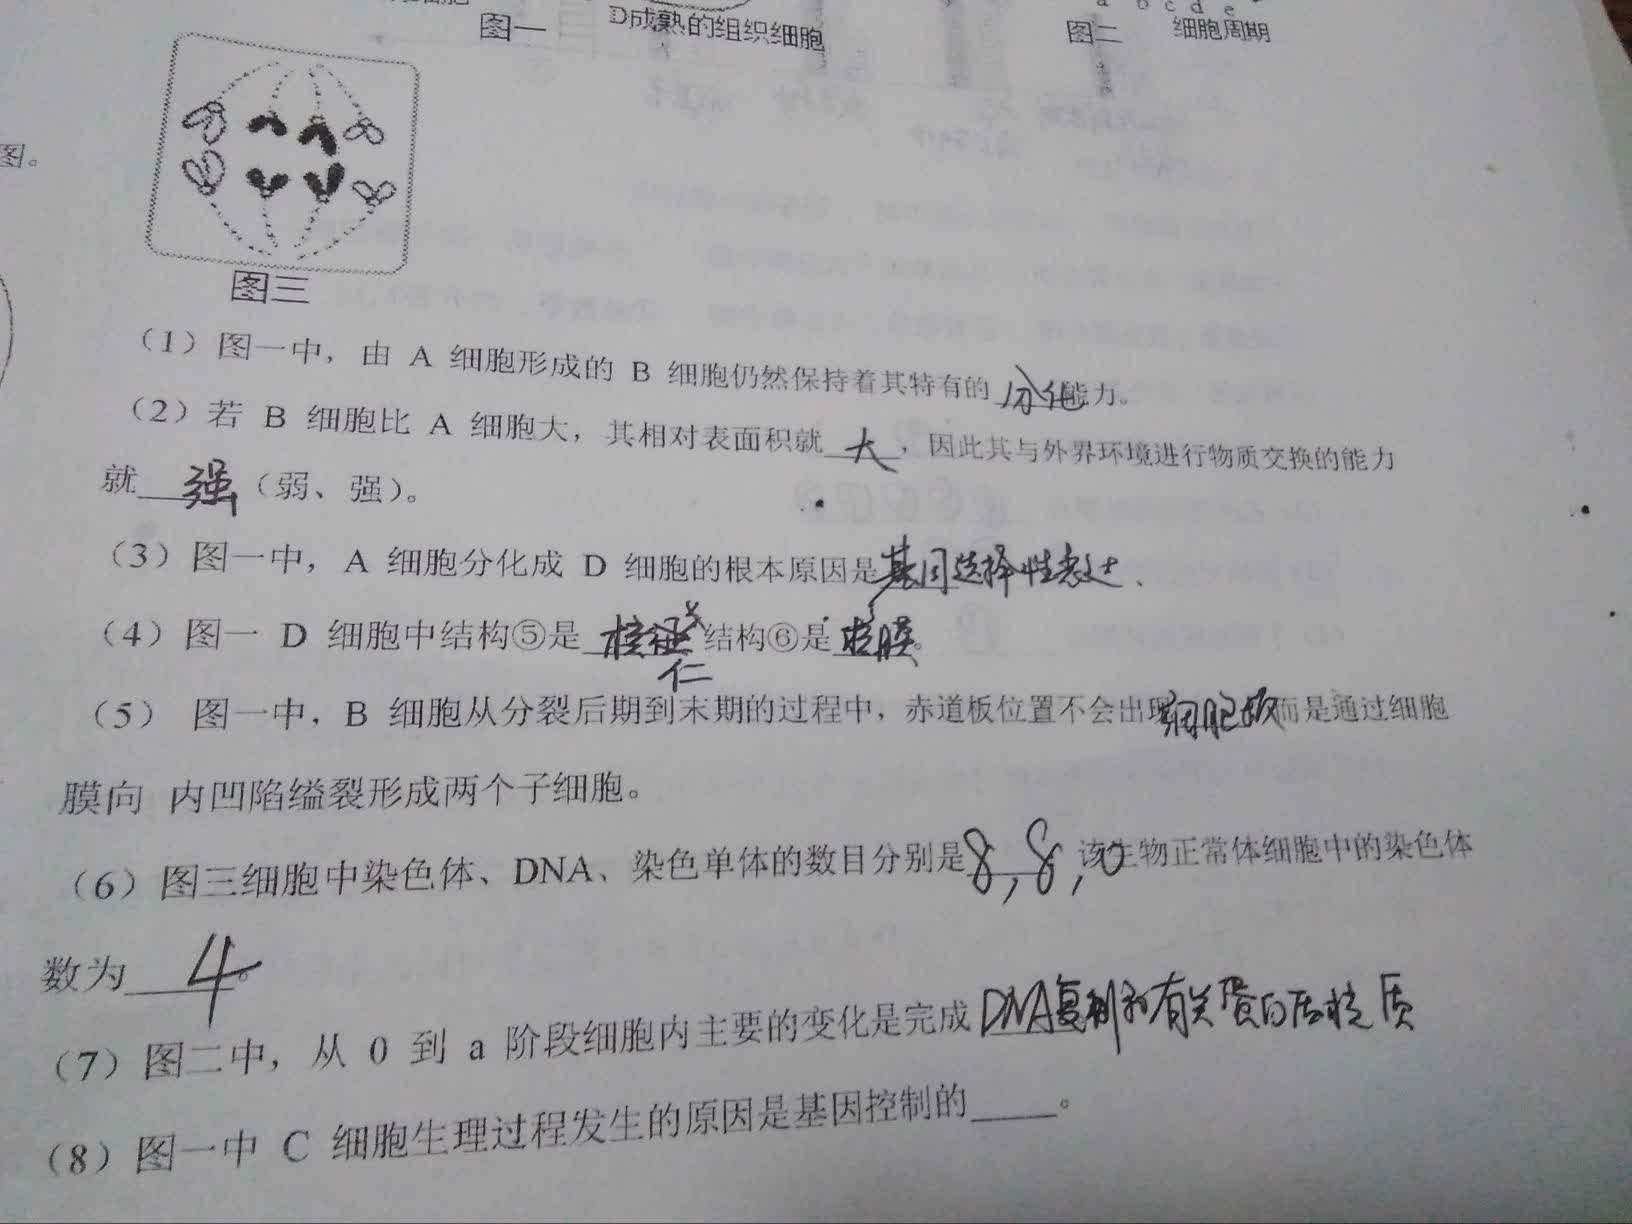 图一
D成熟的组织细胞
a b c d e
图二
细胞周期
图。
图三
（1）图一中，由 A 细胞形成的 B 细胞仍然保持着其特有的 分化能力。
（2）若 B 细胞比 A 细胞大，其相对表面积就 大，因此其与外界环境进行物质交换的能力
就 强（弱、强）。
（3）图一中，A 细胞分化成 D 细胞的根本原因是基因选择性表达、
（4）图一 D 细胞中结构⑤是 核 结构⑥是 核膜。
仁
（5） 图一中，B 细胞从分裂后期到末期的过程中，赤道板位置不会出现细胞板而是通过细胞
膜向 内凹陷缢裂形成两个子细胞。
（6）图三细胞中染色体、DNA、染色单体的数目分别是8，8，0该生物正常体细胞中的染色体
数为 4。
（7）图二中，从 0 到 a 阶段细胞内主要的变化是完成 DNA复制和有关蛋白质 质
（8）图一中 C 细胞生理过程发生的原因是基因控制的____。